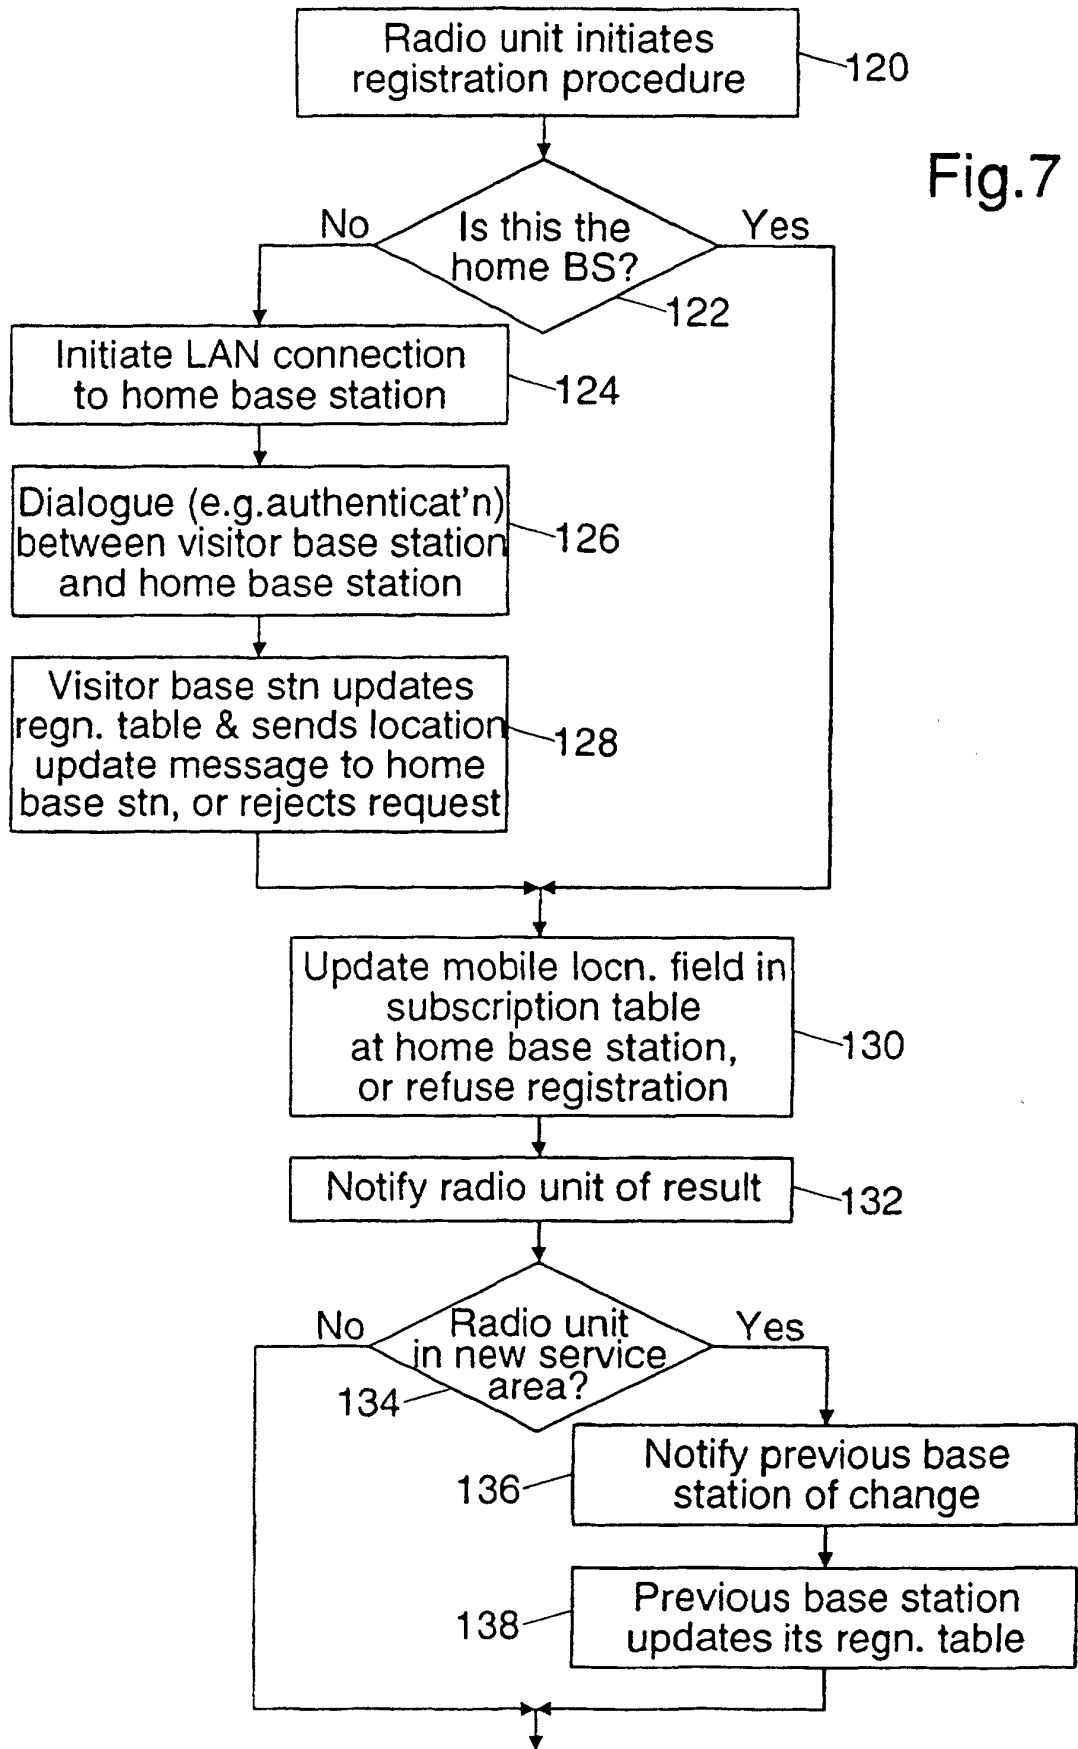 Radio unit initiates
registration procedure
120
Fig.7
No
Is this the
home BS?
Yes
122
Initiate LAN connection
to home base station
124
Dialogue (e.g.authenticat'n)
between visitor base station
and home base station
126
Visitor base stn updates
regn. table & sends location
update message to home
base stn, or rejects request
128
Update mobile locn. field in
subscription table
at home base station,
or refuse registration
130
Notify radio unit of result
132
No
Radio unit
in new service
area?
Yes
134
Notify previous base
station of change
136
Previous base station
updates its regn. table
138